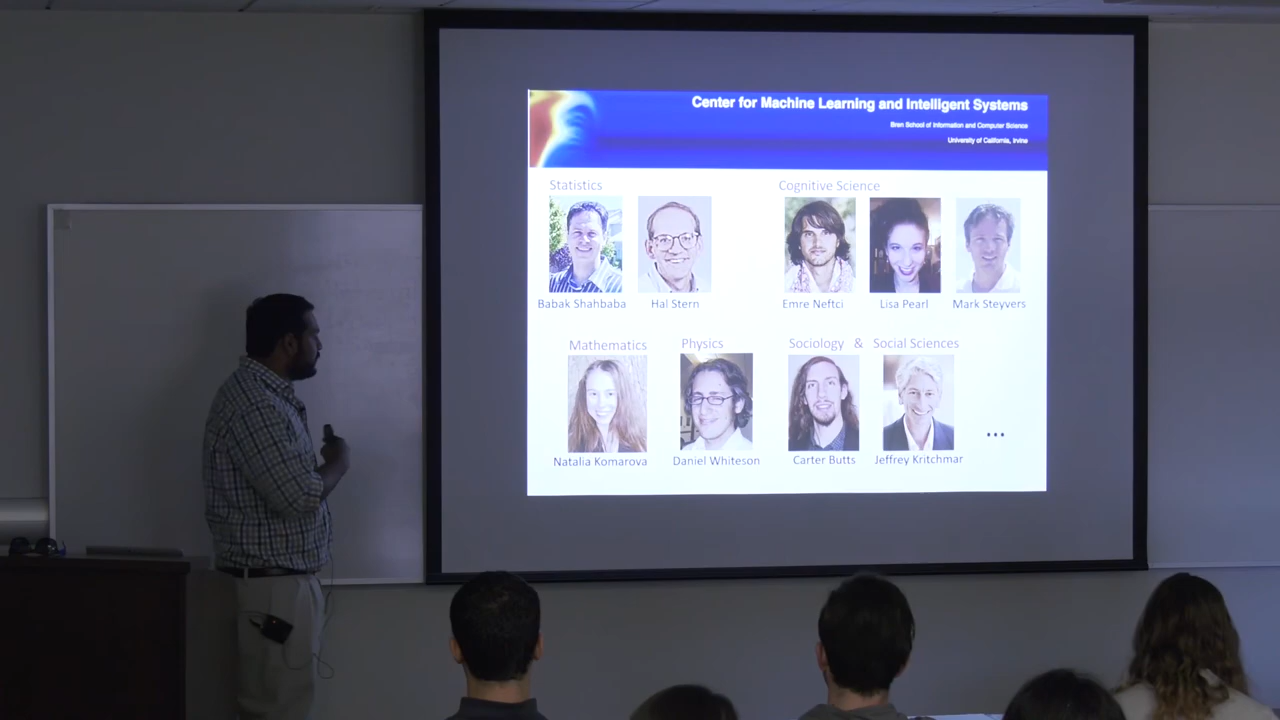 Center for Machine Learning and Intelligent Systems
Bren School of Information and Computer Science
University of California, Irvine
Statistics
Cognitive Science
Babak Shahbaba
Hal Stern
Emre Neftci
Lisa Pearl
Mark Steyvers
Mathematics
Physics
Sociology & Social Sciences
Natalia Komarova
Daniel Whiteson
Carter Butts
Jeffrey Kritchmar
...